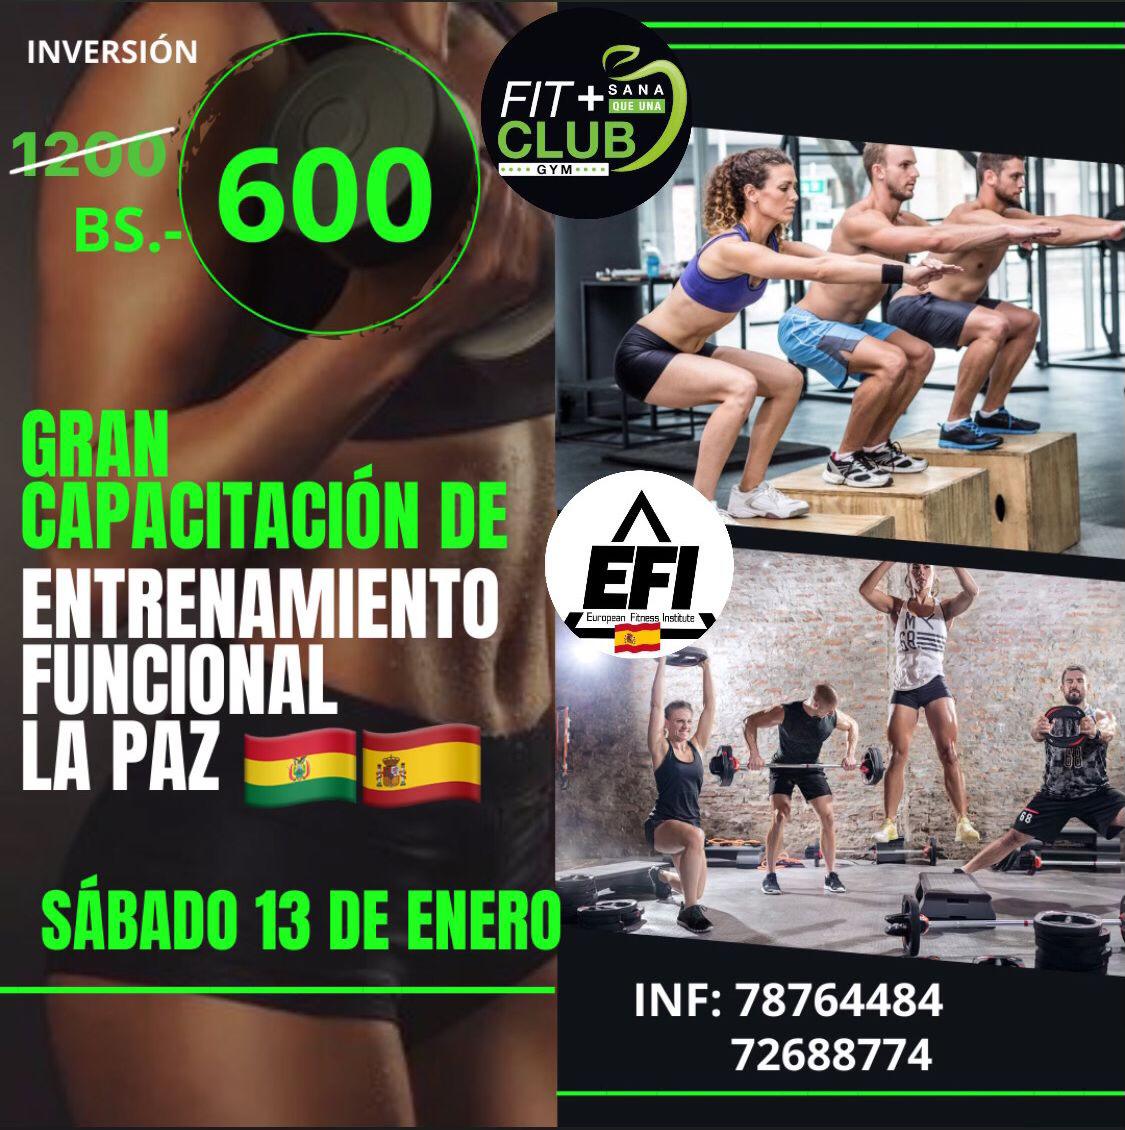 INVERSIÓN
1200
BS.-
600
FIT+
SANA
QUE UNA
CLUB
GYM
GRAN
CAPACITACIÓN DE
ENTRENAMIENTO
FUNCIONAL
LA PAZ
EFI
European Fitness Institute
SÁBADO 13 DE ENERO
INF: 78764484
72688774